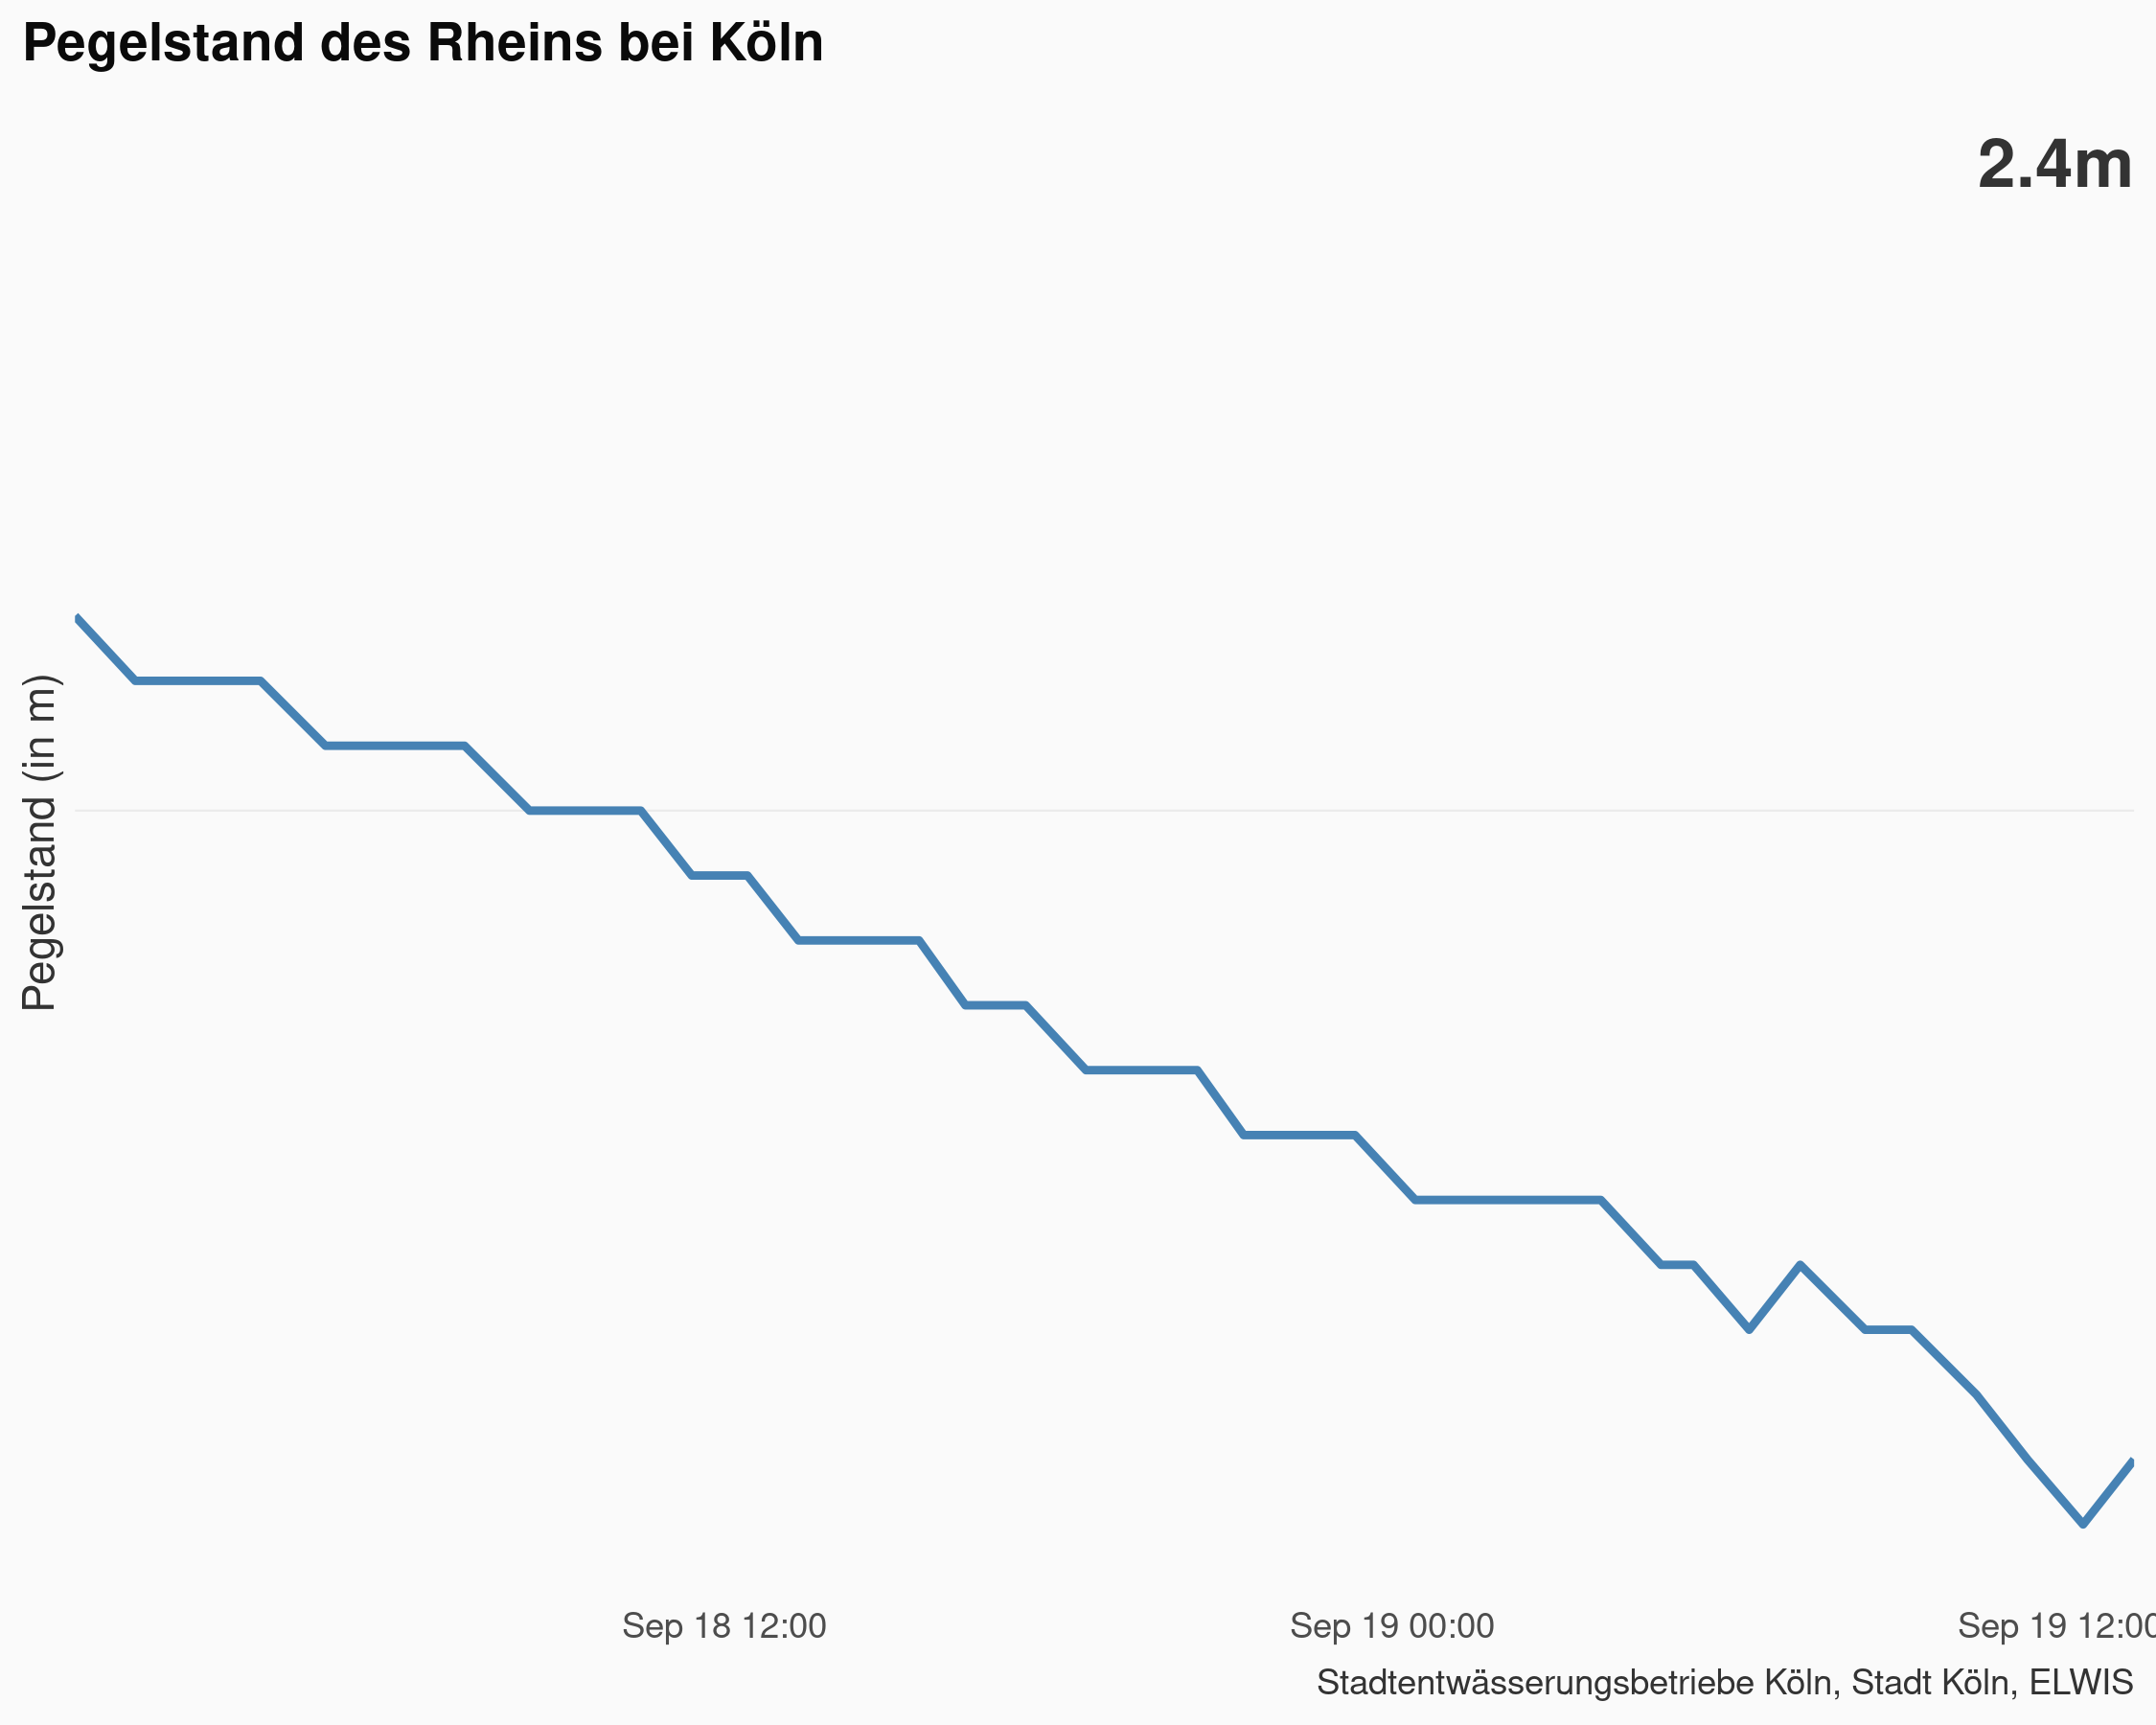 Pegelstand des Rheins bei Köln
2.4m
Pegelstand (in m)
Sep 18 12:00
Sep 19 00:00
Sep 19 12:00
Stadtentwässerungsbetriebe Köln, Stadt Köln, ELWIS